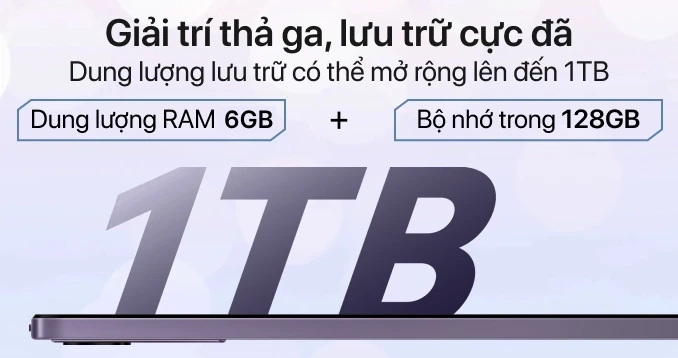 Giải trí thả ga, lưu trữ cực đã
Dung lượng lưu trữ có thể mở rộng lên đến 1TB
Dung lượng RAM 6GB + Bộ nhớ trong 128GB
1TB